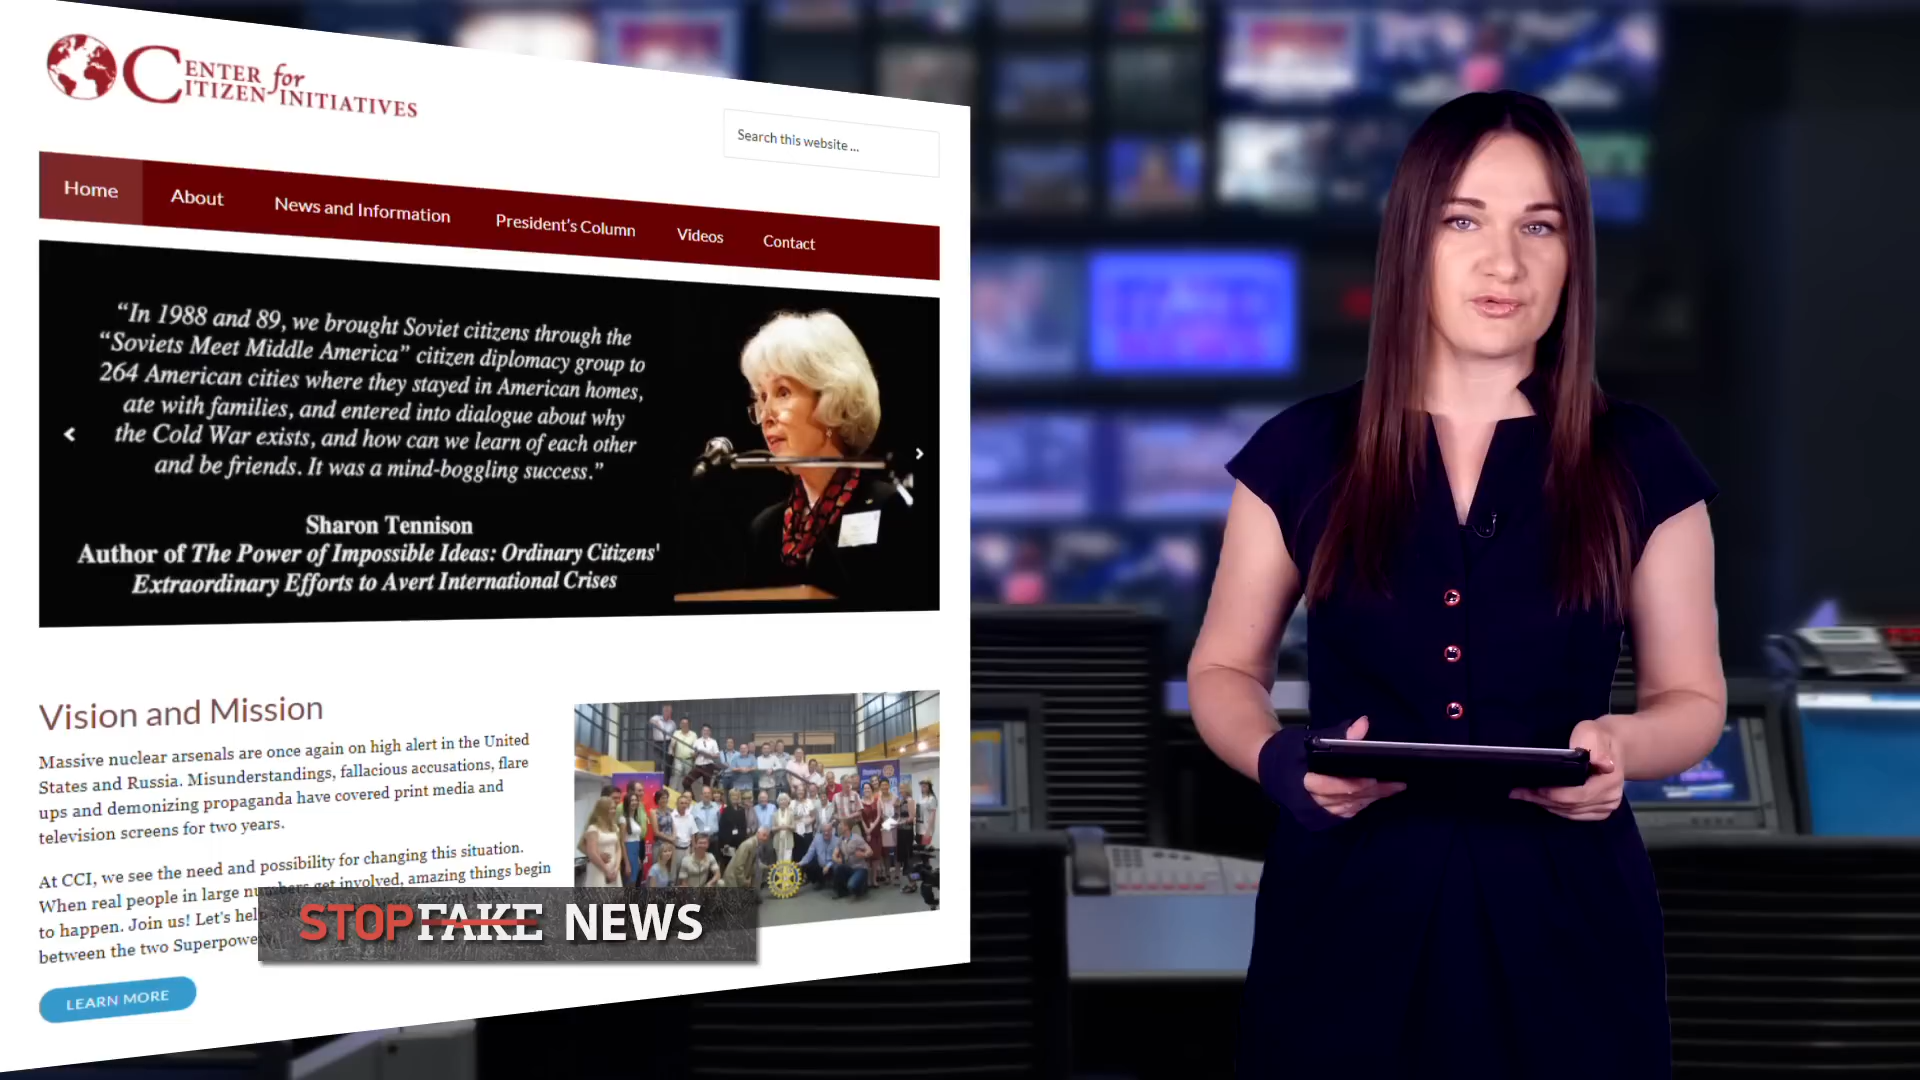 CENTER for
CITIZEN INITIATIVES
Search this website ...
Home About News and Information President's Column Videos Contact
“In 1988 and 89, we brought Soviet citizens through the
“Soviets Meet Middle America” citizen diplomacy group to
264 American cities where they stayed in American homes,
ate with families, and entered into dialogue about why
the Cold War exists, and how can we learn of each other
and be friends. It was a mind-boggling success.”
Sharon Tennison
Author of The Power of Impossible Ideas: Ordinary Citizens'
Extraordinary Efforts to Avert International Crises
Vision and Mission
Massive nuclear arsenals are once again on high alert in the United
States and Russia. Misunderstandings, fallacious accusations, flare
ups and demonizing propaganda have covered print media and
television screens for two years.
At CCI, we see the need and possibility for changing this situation.
When real people in large numbers get involved, amazing things begin
to happen. Join us! Let's hel
between the two Superpowe
STOPFAKE NEWS
LEARN MORE